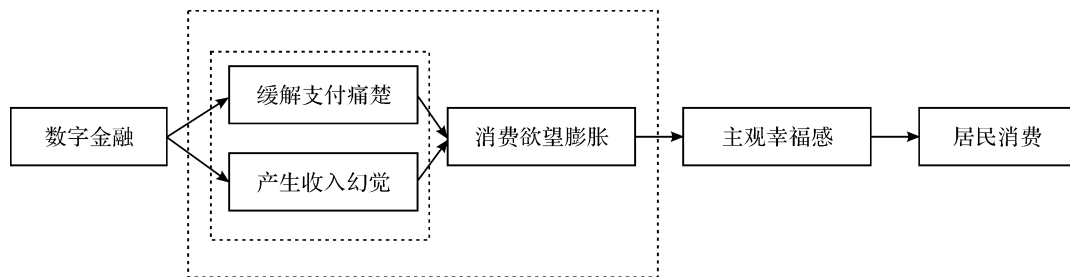 数字金融
缓解支付痛楚
产生收入幻觉
消费欲望膨胀
主观幸福感
居民消费